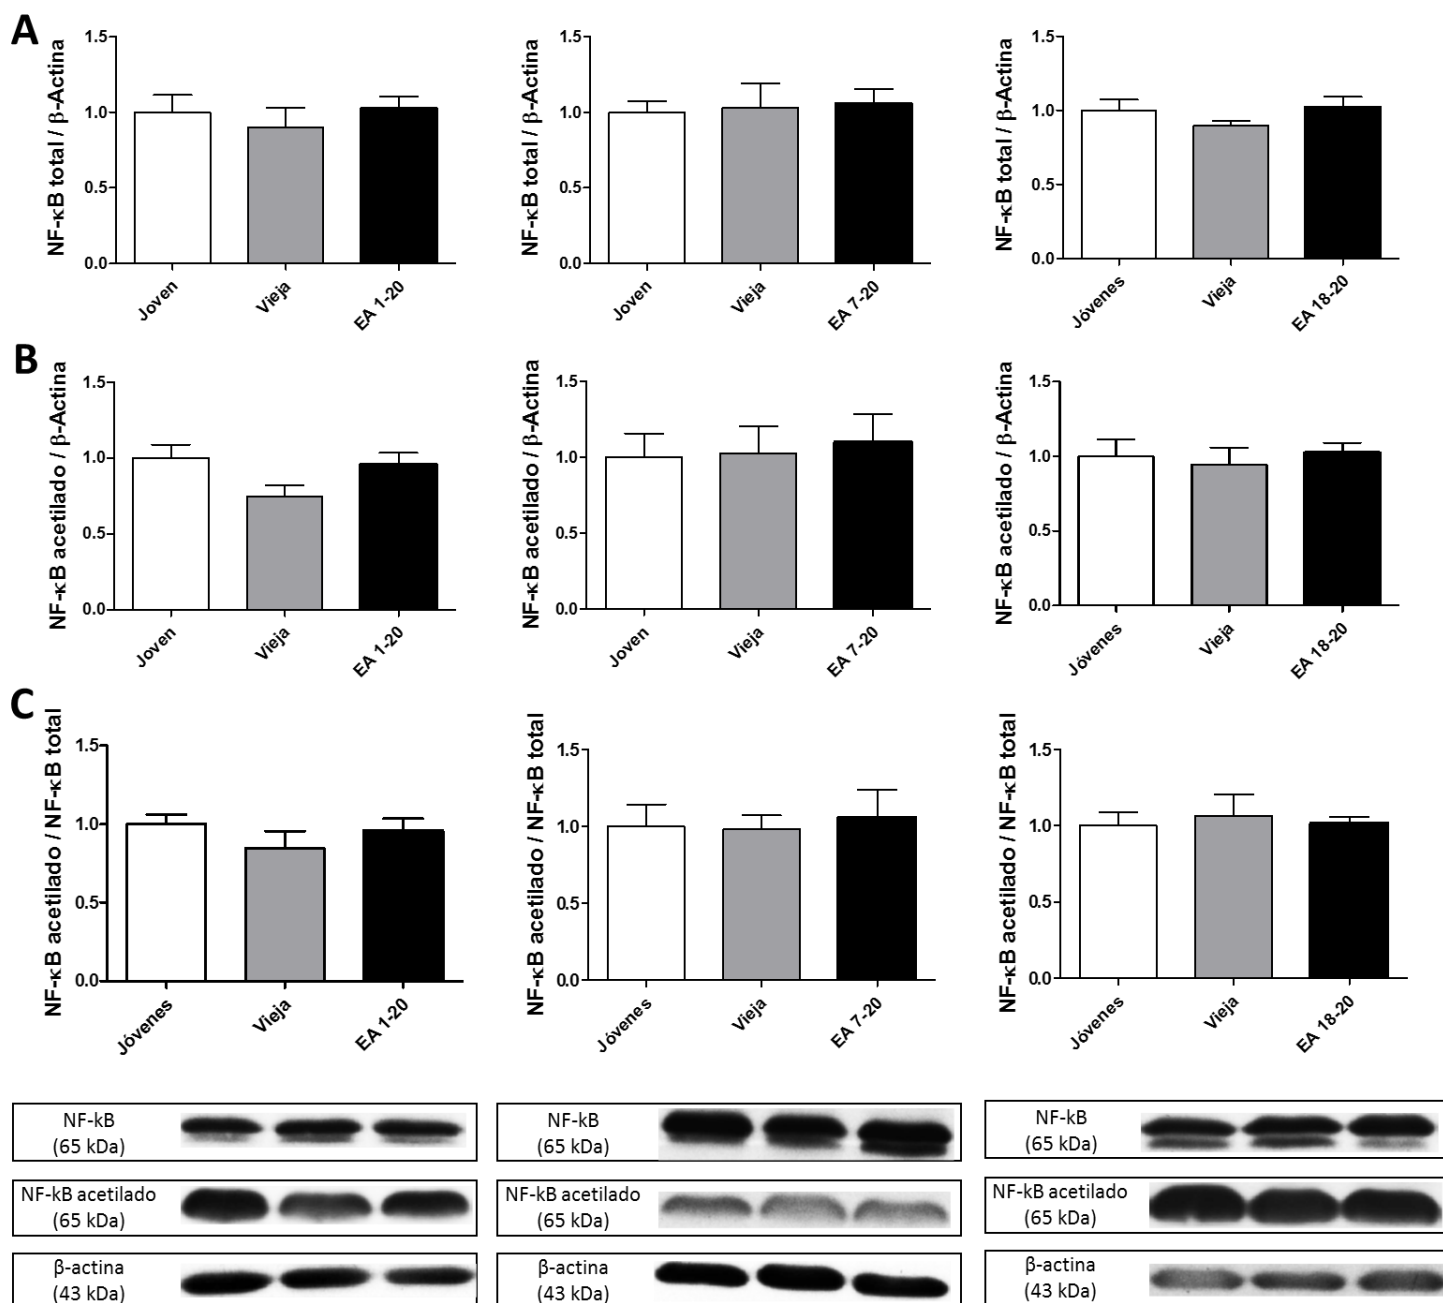 A
NF-κB total / β-Actina
1.5
1.0
0.5
0.0
Joven
Vieja
EA 1-20
NF-κB total / β-Actina
1.5
1.0
0.5
0.0
Joven
Vieja
EA 7-20
NF-κB total / β-Actina
1.5
1.0
0.5
0.0
Jóvenes
Vieja
EA 18-20
B
NF-κB acetilado / β-Actina
1.5
1.0
0.5
0.0
Joven
Vieja
EA 1-20
NF-κB acetilado / β-Actina
1.5
1.0
0.5
0.0
Joven
Vieja
EA 7-20
NF-κB acetilado / β-Actina
1.5
1.0
0.5
0.0
Jóvenes
Vieja
EA 18-20
C
NF-κB acetilado / NF-κB total
1.5
1.0
0.5
0.0
Jóvenes
Vieja
EA 1-20
NF-κB acetilado / NF-κB total
1.5
1.0
0.5
0.0
Jóvenes
Vieja
EA 7-20
NF-κB acetilado / NF-κB total
1.5
1.0
0.5
0.0
Jóvenes
Vieja
EA 18-20
NF-kB
(65 kDa)
NF-kB acetilado
(65 kDa)
β-actina
(43 kDa)
NF-kB
(65 kDa)
NF-kB acetilado
(65 kDa)
β-actina
(43 kDa)
NF-kB
(65 kDa)
NF-kB acetilado
(65 kDa)
β-actina
(43 kDa)